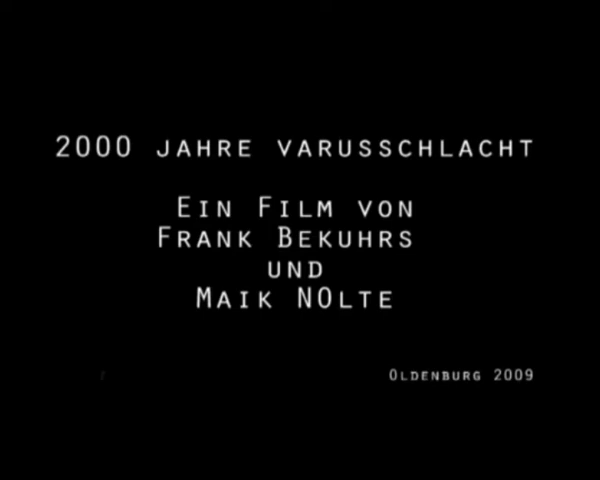 2000 JAHRE VARUSSCHLACHT
EIN FILM VON
FRANK BEKUHRS
UND
MAIK NOLTE
OLDENBURG 2009